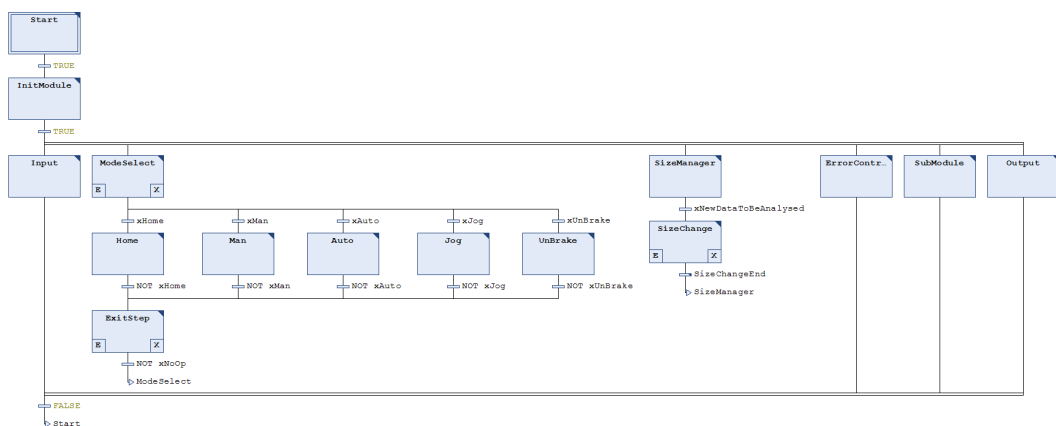 Start
TRUE
InitModule
TRUE
Input
ModeSelect
SizeManager
ErrorContr…
SubModule
Output
E
X
xHome
xMan
xAuto
xJog
xUnBrake
xNewDataToBeAnalysed
Home
Man
Auto
Jog
UnBrake
SizeChange
E
X
NOT xHome
NOT xMan
NOT xAuto
NOT xJog
NOT xUnBrake
SizeChangeEnd
SizeManager
ExitStep
E
X
NOT xNoOp
ModeSelect
FALSE
Start